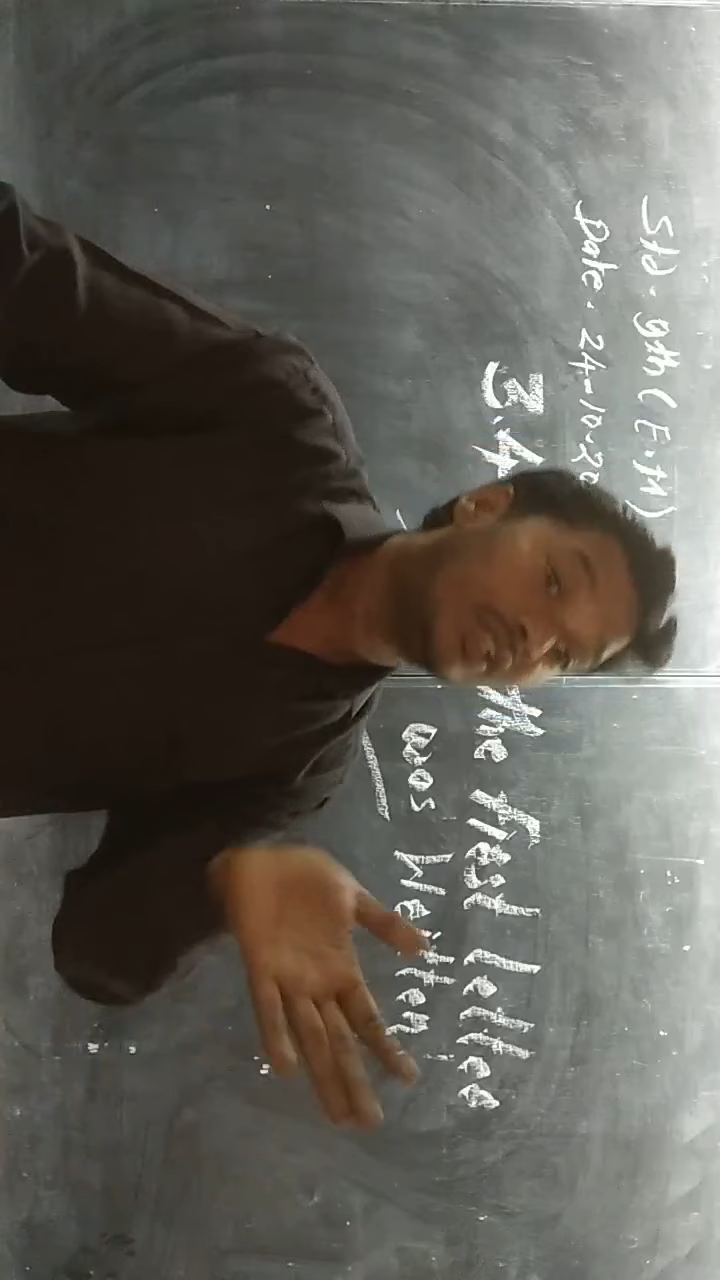 Std - 9th (E.M)
Date - 24-10-20
3.4 the first letter
was Written